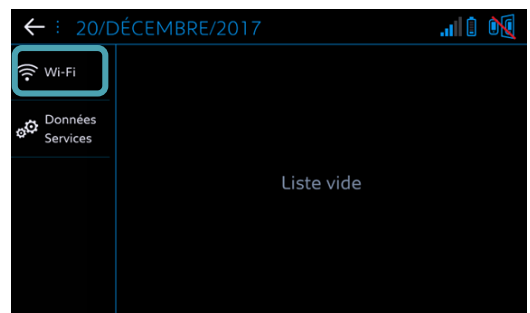 20/DÉCEMBRE/2017
Wi-Fi
Données
Services
Liste vide